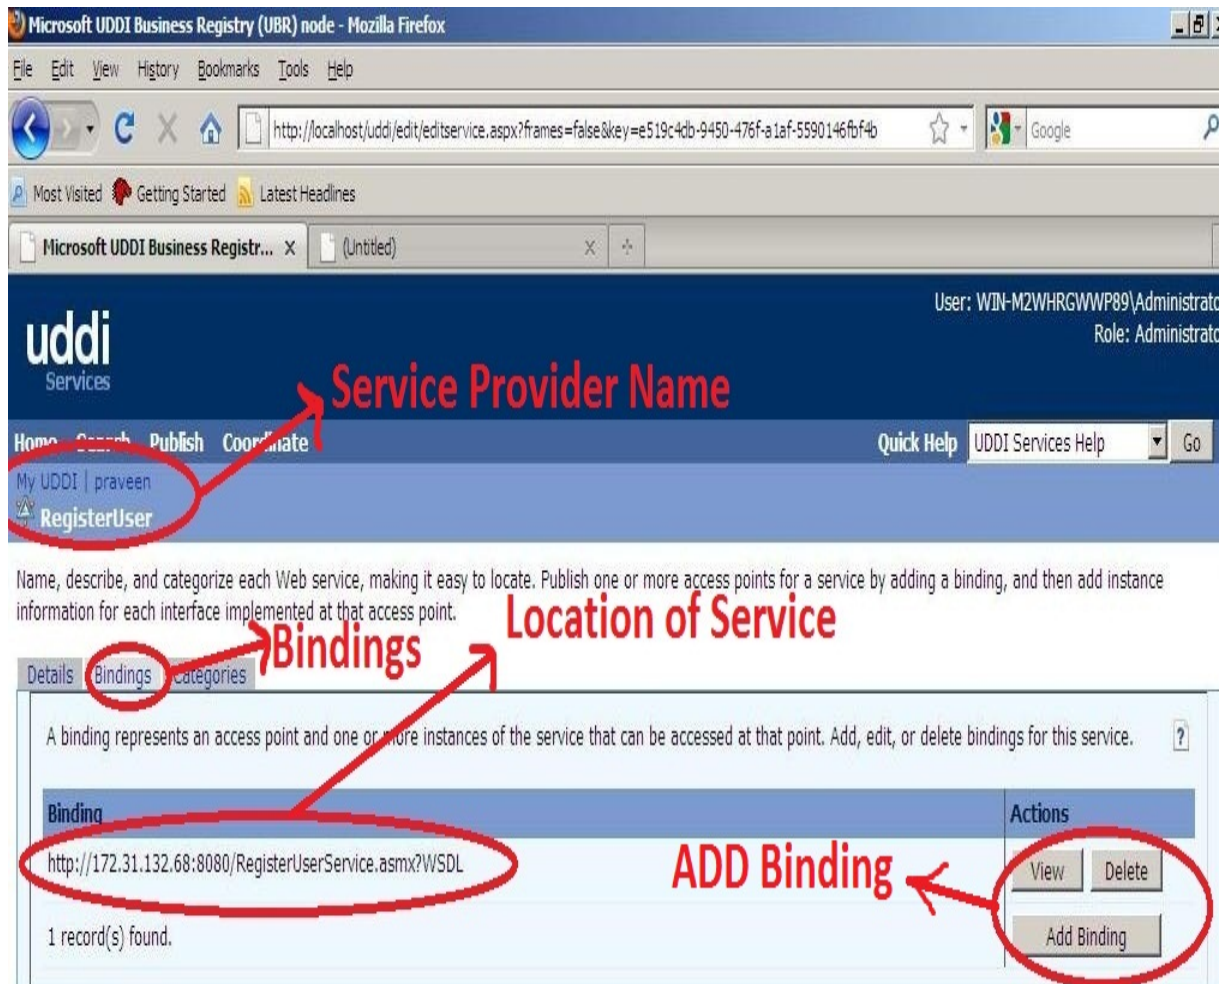 Microsoft UDDI Business Registry (UBR) node - Mozilla Firefox
File Edit View History Bookmarks Tools Help
http://localhost/uddi/edit/editservice.aspx?frames=false&key=e519c4db-9450-476f-a1af-5590146fbf4b
Google
Most Visited Getting Started Latest Headlines
Microsoft UDDI Business Registr... X (Untitled) X
User: WIN-M2WHRGWWP89\Administrato
Role: Administrato
uddi
Services
Service Provider Name
Home Search Publish Coordinate Quick Help UDDI Services Help Go
My UDDI | praveen
RegisterUser
Name, describe, and categorize each Web service, making it easy to locate. Publish one or more access points for a service by adding a binding, and then add instance
information for each interface implemented at that access point.
Location of Service
Bindings
Details Bindings Categories
A binding represents an access point and one or more instances of the service that can be accessed at that point. Add, edit, or delete bindings for this service. ?
Binding Actions
http://172.31.132.68:8080/RegisterUserService.asmx?WSDL
ADD Binding
View Delete
1 record(s) found.
Add Binding